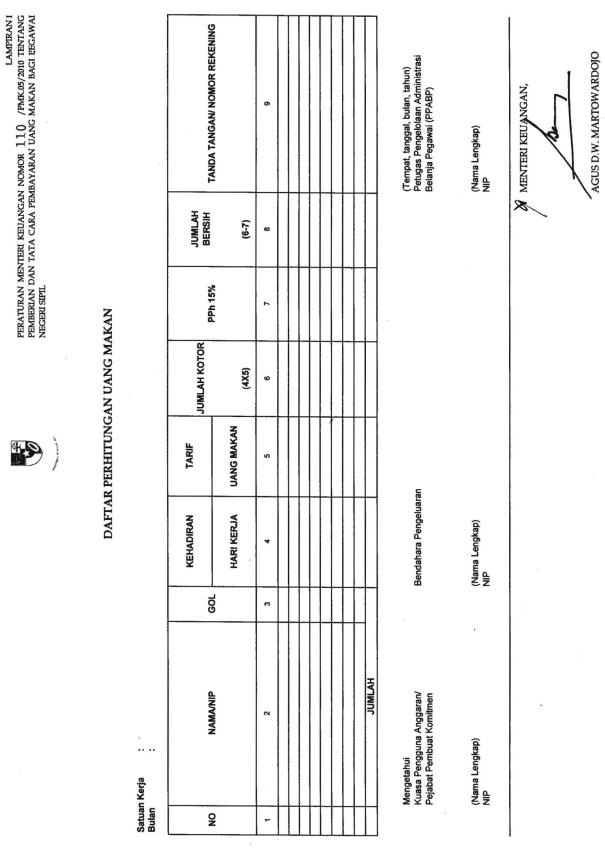 LAMPIRAN I
PERATURAN MENTERI KEUANGAN NOMOR 110 /PMK.05/2010 TENTANG
PEMBERIAN DAN TATA CARA PEMBAYARAN UANG MAKAN BAGI PEGAWAI
NEGERI SIPIL
DAFTAR PERHITUNGAN UANG MAKAN
Satuan Kerja :
Bulan :
NO
NAMA/NIP
GOL
KEHADIRAN
HARI KERJA
TARIF
UANG MAKAN
JUMLAH KOTOR
(4X5)
PPh 15%
JUMLAH
BERSIH
(6-7)
TANDA TANGAN/ NOMOR REKENING
1 2 3 4 5 6 7 8 9
JUMLAH
Mengetahui
Kuasa Pengguna Anggaran/
Pejabat Pembuat Komitmen
(Nama Lengkap)
NIP
Bendahara Pengeluaran
(Nama Lengkap)
NIP
(Tempat, tanggal, bulan, tahun)
Petugas Pengelolaan Administrasi
Belanja Pegawai (PPABP)
(Nama Lengkap)
NIP
MENTERI KEUANGAN,
AGUS D.W. MARTOWARDOJO